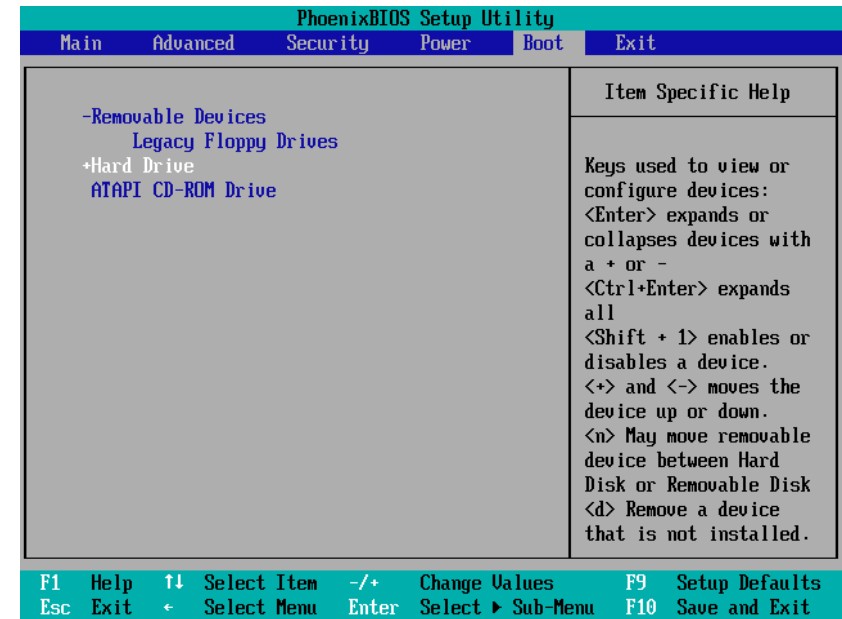 PhoenixBIOS Setup Utility
Main Advanced Security Power Boot Exit
-Removable Devices
Legacy Floppy Drives
+Hard Drive
ATAPI CD-ROM Drive
Item Specific Help
Keys used to view or
configure devices:
<Enter> expands or
collapses devices with
a + or -
<Ctrl+Enter> expands
all
<Shift + 1> enables or
disables a device.
<+> and <-> moves the
device up or down.
<n> May move removable
device between Hard
Disk or Removable Disk
<d> Remove a device
that is not installed.
F1 Help ↑↓ Select Item -/+ Change Values F9 Setup Defaults
Esc Exit ← Select Menu Enter Select ▶ Sub-Menu F10 Save and Exit